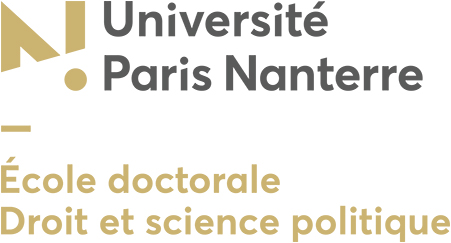 Université
Paris Nanterre
École doctorale
Droit et science politique